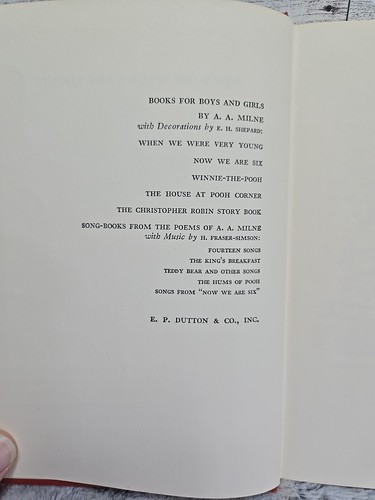 BOOKS FOR BOYS AND GIRLS
BY A. A. MILNE
with Decorations by E. H. SHEPARD:
WHEN WE WERE VERY YOUNG
NOW WE ARE SIX
WINNIE-THE-POOH
THE HOUSE AT POOH CORNER
THE CHRISTOPHER ROBIN STORY BOOK
SONG-BOOKS FROM THE POEMS OF A. A. MILNE
with Music by H. FRASER-SIMSON:
FOURTEEN SONGS
THE KING'S BREAKFAST
TEDDY BEAR AND OTHER SONGS
THE HUMS OF POOH
SONGS FROM "NOW WE ARE SIX"
E. P. DUTTON & CO., INC.